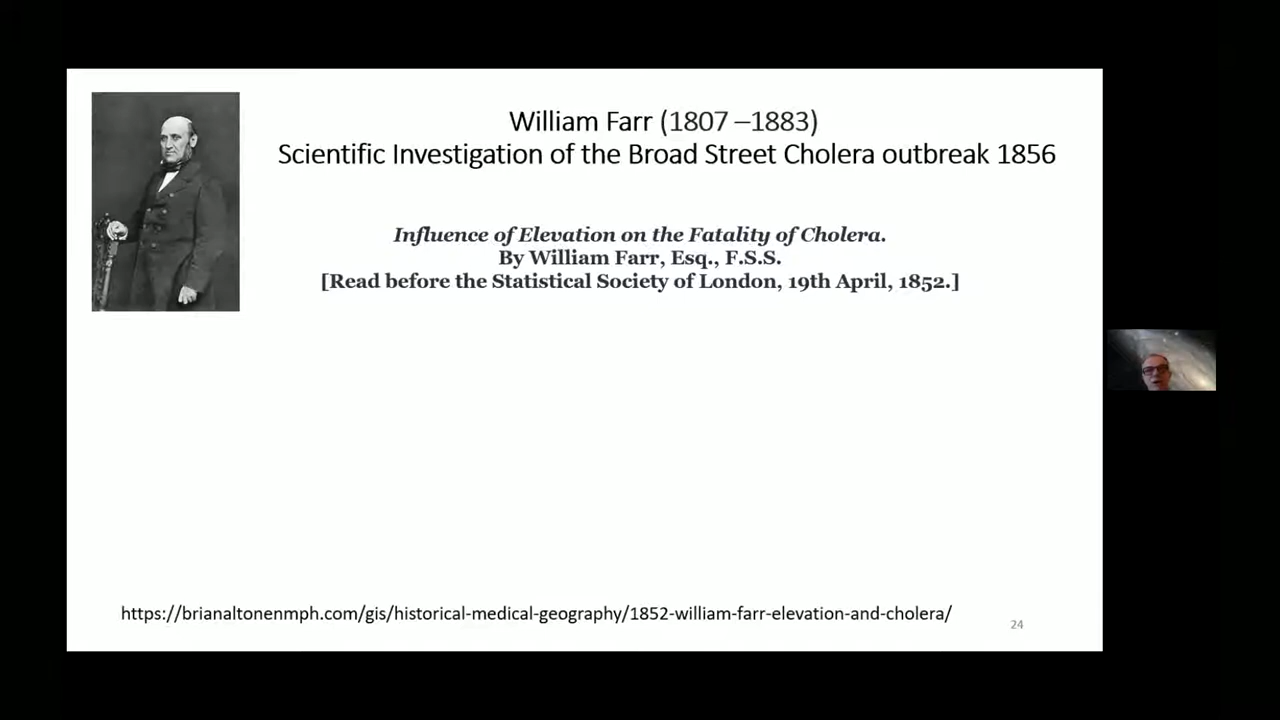 William Farr (1807 –1883)
Scientific Investigation of the Broad Street Cholera outbreak 1856
Influence of Elevation on the Fatality of Cholera.
By William Farr, Esq., F.S.S.
[Read before the Statistical Society of London, 19th April, 1852.]
https://brianaltonenmph.com/gis/historical-medical-geography/1852-william-farr-elevation-and-cholera/
24